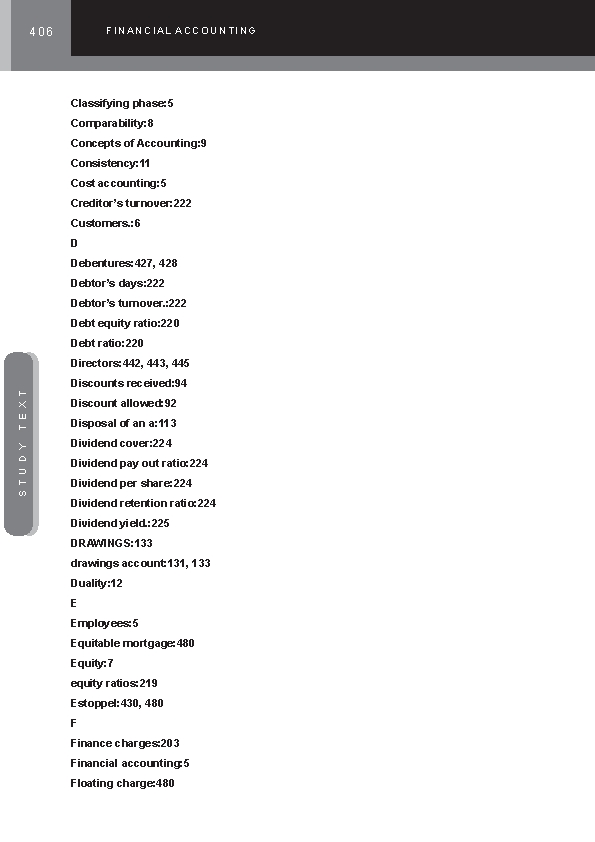 406
FINANCIAL ACCOUNTING
Classifying phase:5
Comparability:8
Concepts of Accounting:9
Consistency:11
Cost accounting:5
Creditor’s turnover:222
Customers.:6
D
Debentures:427, 428
Debtor’s days:222
Debtor’s turnover.:222
Debt equity ratio:220
Debt ratio:220
Directors:442, 443, 445
Discounts received:94
Discount allowed:92
Disposal of an a:113
Dividend cover:224
Dividend pay out ratio:224
Dividend per share:224
Dividend retention ratio:224
Dividend yield.:225
DRAWINGS:133
drawings account:131, 133
Duality:12
E
Employees:5
Equitable mortgage:480
Equity:7
equity ratios:219
Estoppel:430, 480
F
Finance charges:203
Financial accounting:5
Floating charge:480
STUDY TEXT